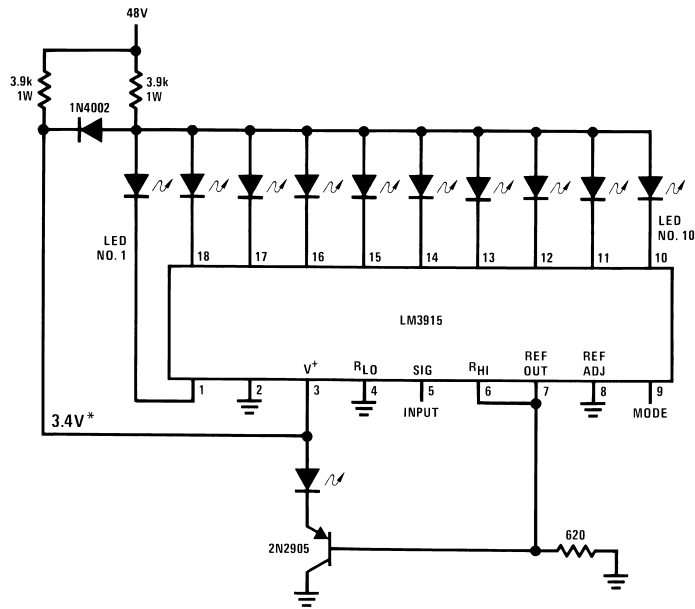 48V
3.9k
1W
3.9k
1W
1N4002
LED
NO. 1
LED
NO. 10
18
17
16
15
14
13
12
11
10
LM3915
V+
RLO
SIG
RHI
REF
OUT
REF
ADJ
1
2
3
4
5
6
7
8
9
INPUT
MODE
3.4V*
2N2905
620